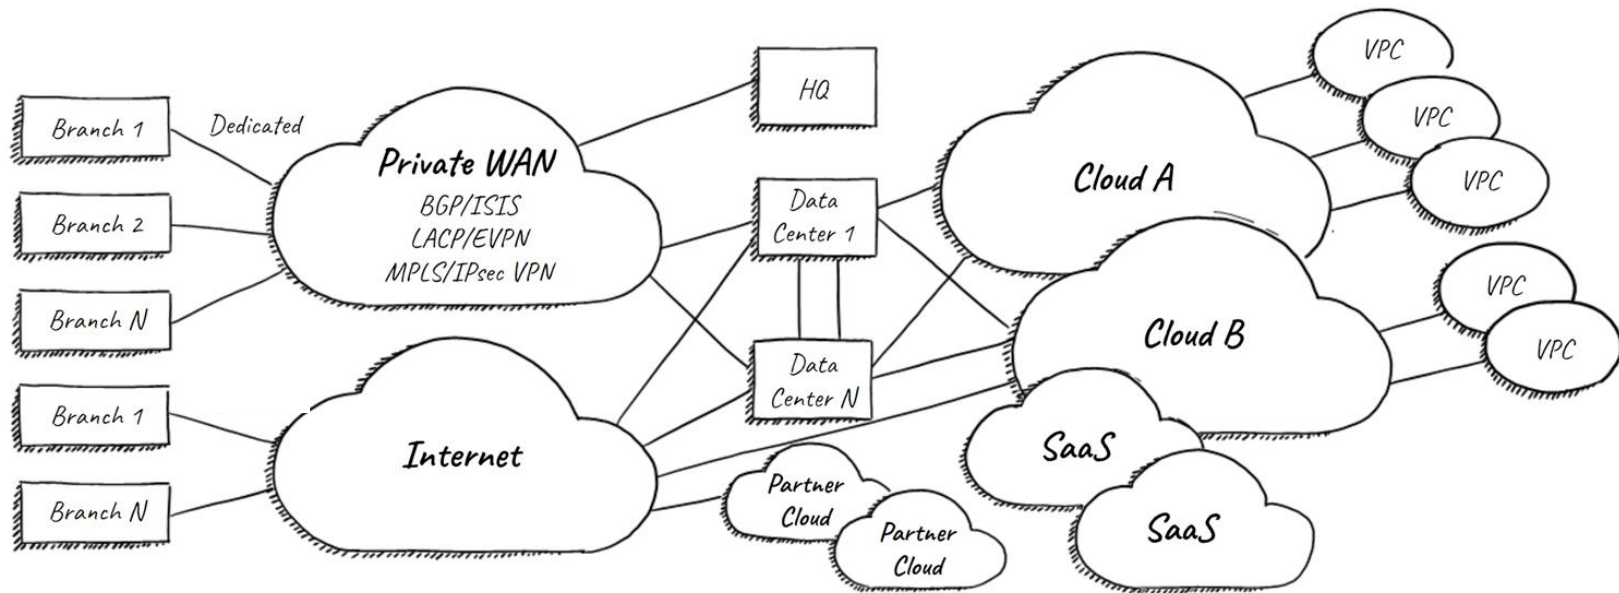 Branch 1
Branch 2
Branch N
Branch 1
Branch N
Dedicated
Private WAN
BGP/ISIS
LACP/EVPN
MPLS/IPsec VPN
Internet
HQ
Data
Center 1
Data
Center N
Partner
Cloud
Partner
Cloud
Cloud A
Cloud B
SaaS
SaaS
VPC
VPC
VPC
VPC
VPC